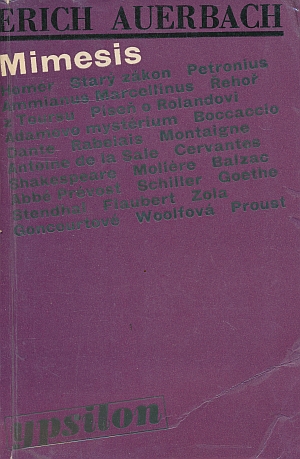 ERICH AUERBACH
Mimesis
Homér Starý zákon Petronius
Ammianus Marcellinus Řehoř
z Toursu Píseň o Rolandovi
Adamovo mystérium Boccaccio
Dante Rabelais Montaigne
Antoine de la Sale Cervantes
Shakespeare Molière Balzac
Abbé Prévost Schiller Goethe
Stendhal Flaubert Zola
Goncourtové Woolfová Proust
ypsilon